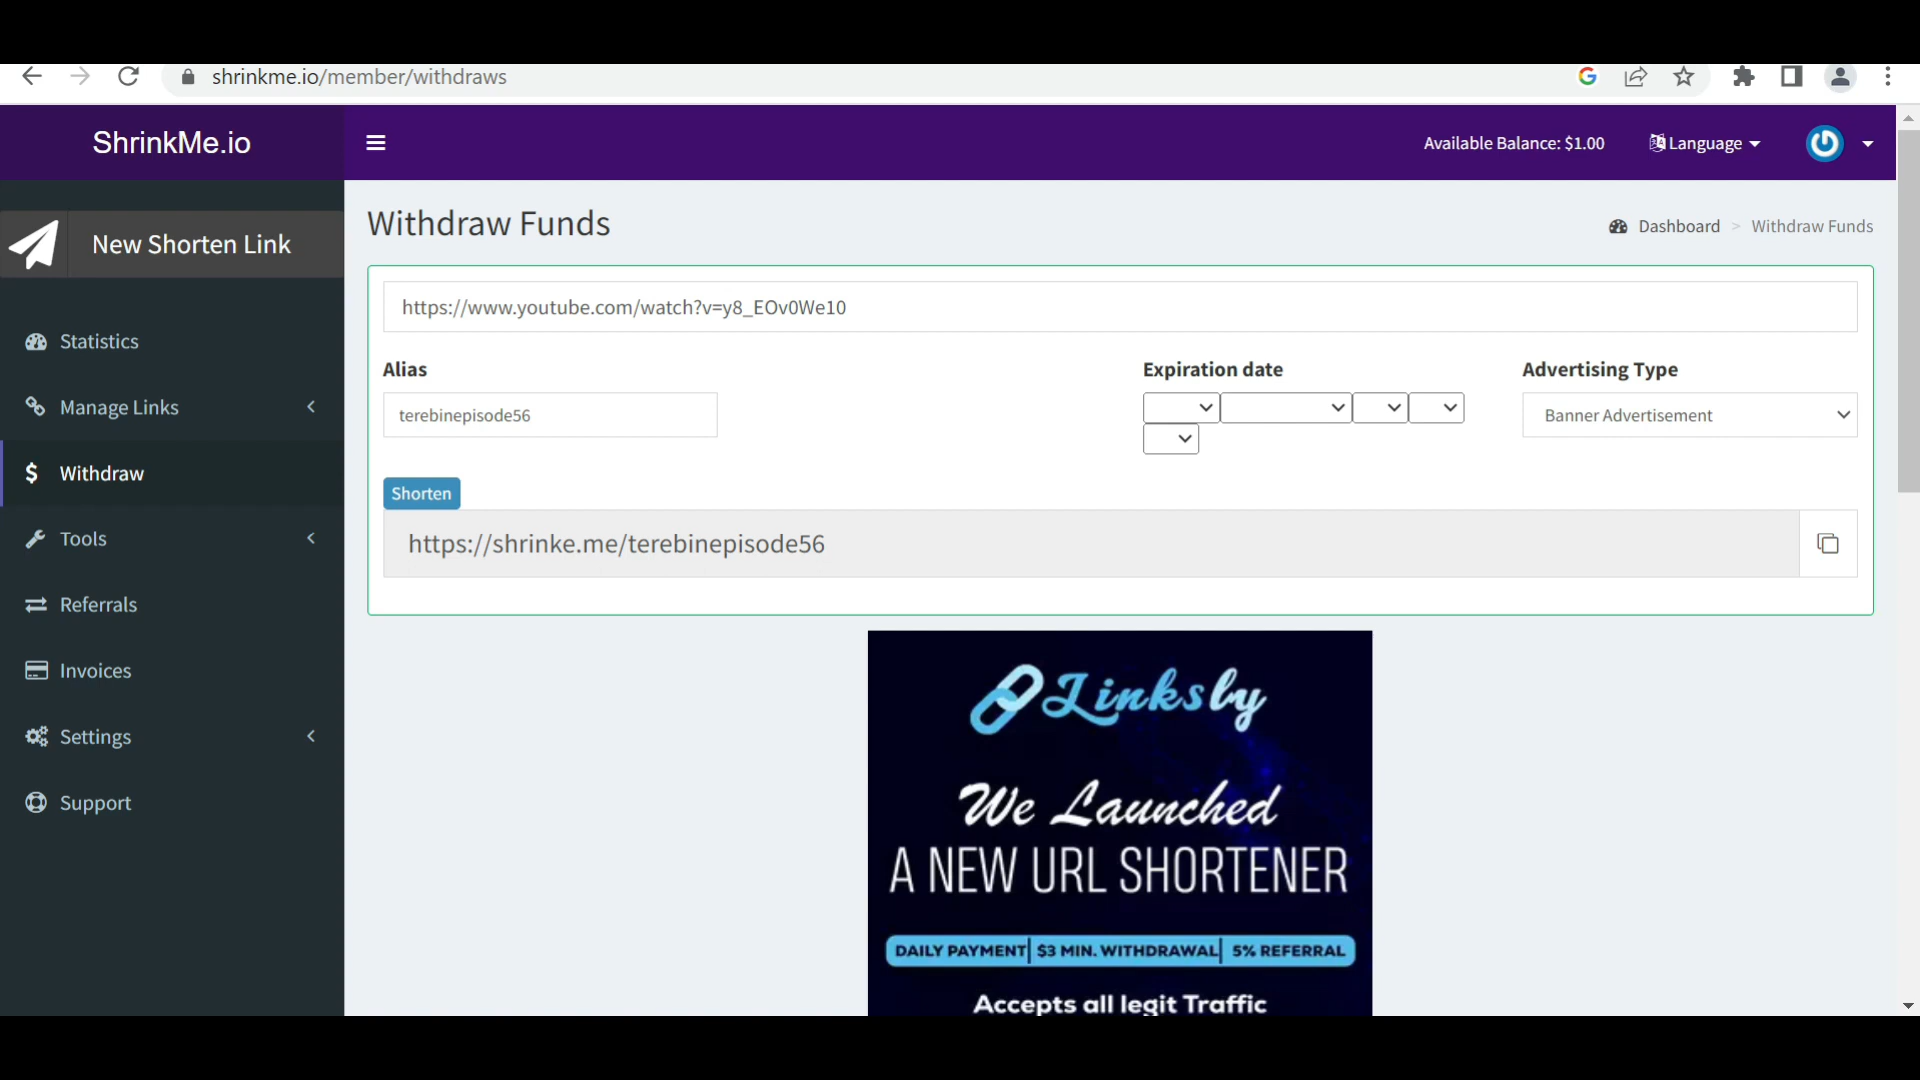 shrinkme.io/member/withdraws
ShrinkMe.io
Available Balance: $1.00
Language
New Shorten Link
Withdraw Funds
Dashboard > Withdraw Funds
https://www.youtube.com/watch?v=y8_EOv0We10
Statistics
Alias
Expiration date
Advertising Type
Manage Links
terebinepisode56
Banner Advertisement
$ Withdraw
Shorten
Tools
https://shrinke.me/terebinepisode56
Referrals
Invoices
Settings
Support
Linksly
We Launched
A NEW URL SHORTENER
DAILY PAYMENT | $3 MIN. WITHDRAWAL | 5% REFERRAL
Accepts all legit Traffic